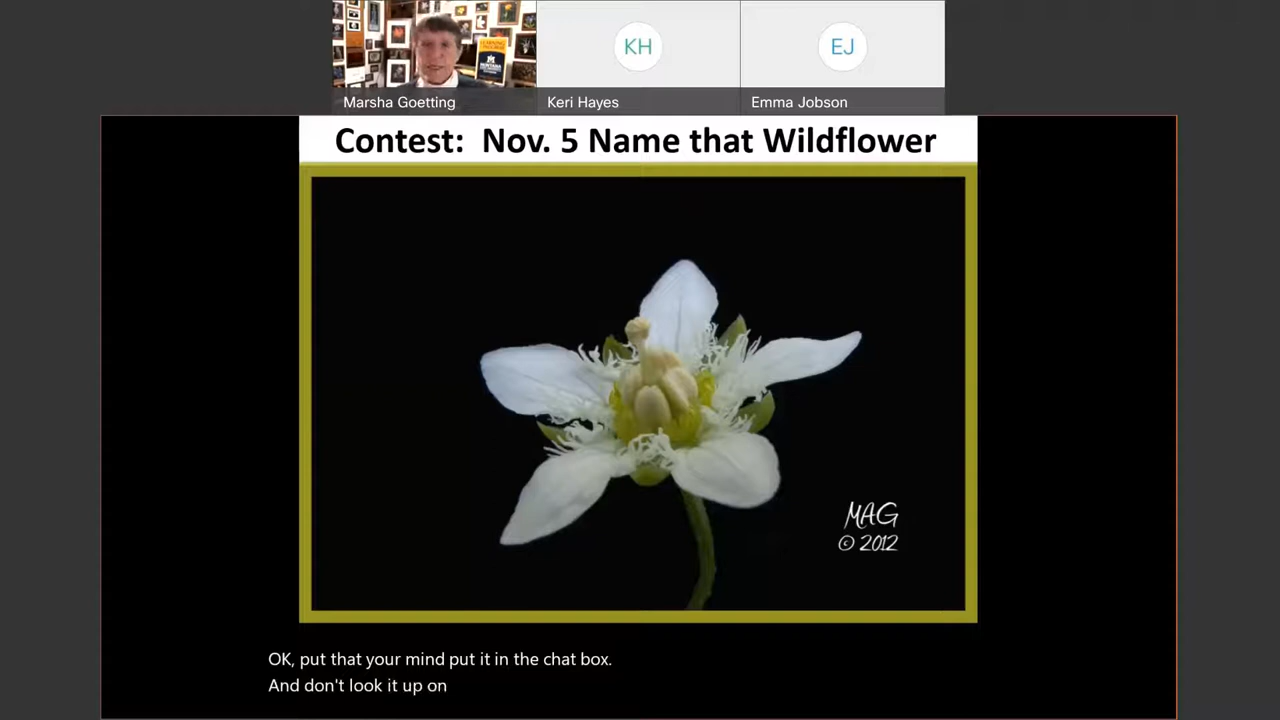 KH
EJ
Marsha Goetting
Keri Hayes
Emma Jobson
Contest: Nov. 5 Name that Wildflower
MAG
© 2012
OK, put that your mind put it in the chat box.
And don't look it up on